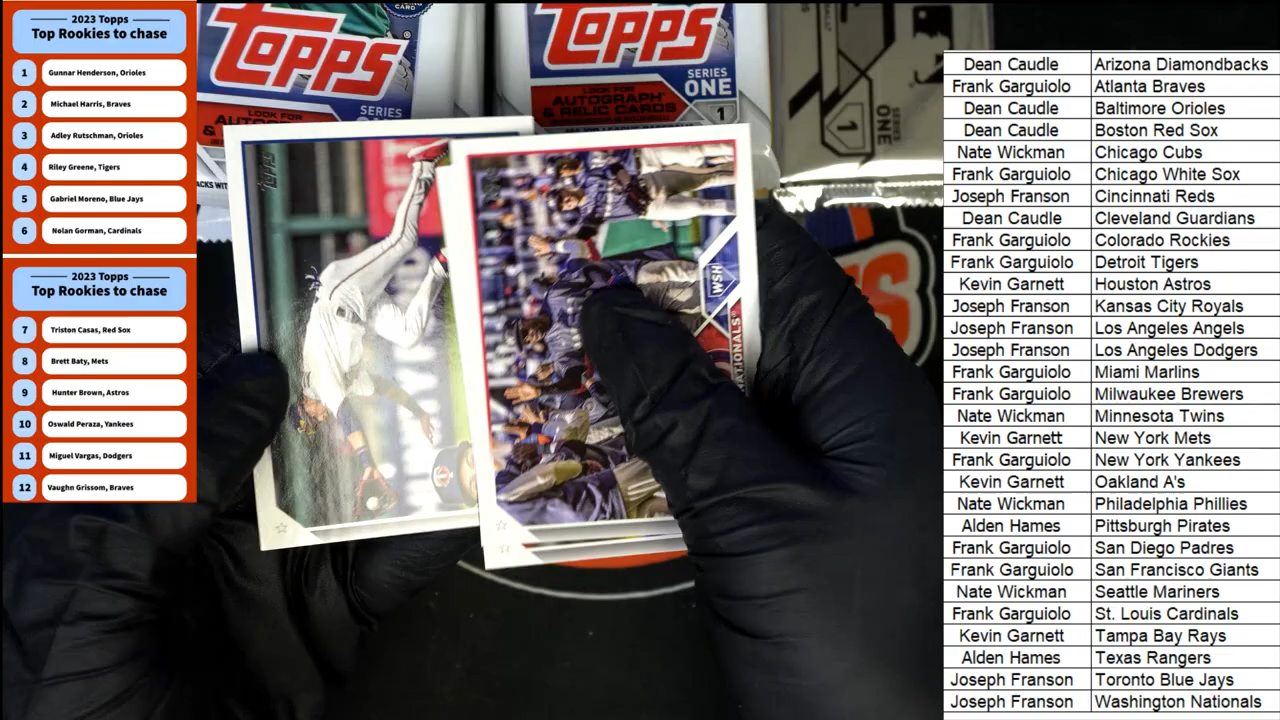 2023 Topps
Top Rookies to chase
1 Gunnar Henderson, Orioles
2 Michael Harris, Braves
3 Adley Rutschman, Orioles
4 Riley Greene, Tigers
5 Gabriel Moreno, Blue Jays
6 Nolan Gorman, Cardinals
2023 Topps
Top Rookies to chase
7 Triston Casas, Red Sox
8 Brett Baty, Mets
9 Hunter Brown, Astros
10 Oswald Peraza, Yankees
11 Miguel Vargas, Dodgers
12 Vaughn Grissom, Braves
CARD
TOPPS
SERIES
LOOK FOR
TOPPS
SERIES
ONE
LOOK FOR
AUTOGRAPH
& RELIC CARDS
1
ONE
1
TOPPS
WSH
NATIONALS
Dean Caudle Arizona Diamondbacks
Frank Garguiolo Atlanta Braves
Dean Caudle Baltimore Orioles
Dean Caudle Boston Red Sox
Nate Wickman Chicago Cubs
Frank Garguiolo Chicago White Sox
Joseph Franson Cincinnati Reds
Dean Caudle Cleveland Guardians
Frank Garguiolo Colorado Rockies
Frank Garguiolo Detroit Tigers
Kevin Garnett Houston Astros
Joseph Franson Kansas City Royals
Joseph Franson Los Angeles Angels
Joseph Franson Los Angeles Dodgers
Frank Garguiolo Miami Marlins
Frank Garguiolo Milwaukee Brewers
Nate Wickman Minnesota Twins
Kevin Garnett New York Mets
Frank Garguiolo New York Yankees
Kevin Garnett Oakland A's
Nate Wickman Philadelphia Phillies
Alden Hames Pittsburgh Pirates
Frank Garguiolo San Diego Padres
Frank Garguiolo San Francisco Giants
Nate Wickman Seattle Mariners
Frank Garguiolo St. Louis Cardinals
Kevin Garnett Tampa Bay Rays
Alden Hames Texas Rangers
Joseph Franson Toronto Blue Jays
Joseph Franson Washington Nationals